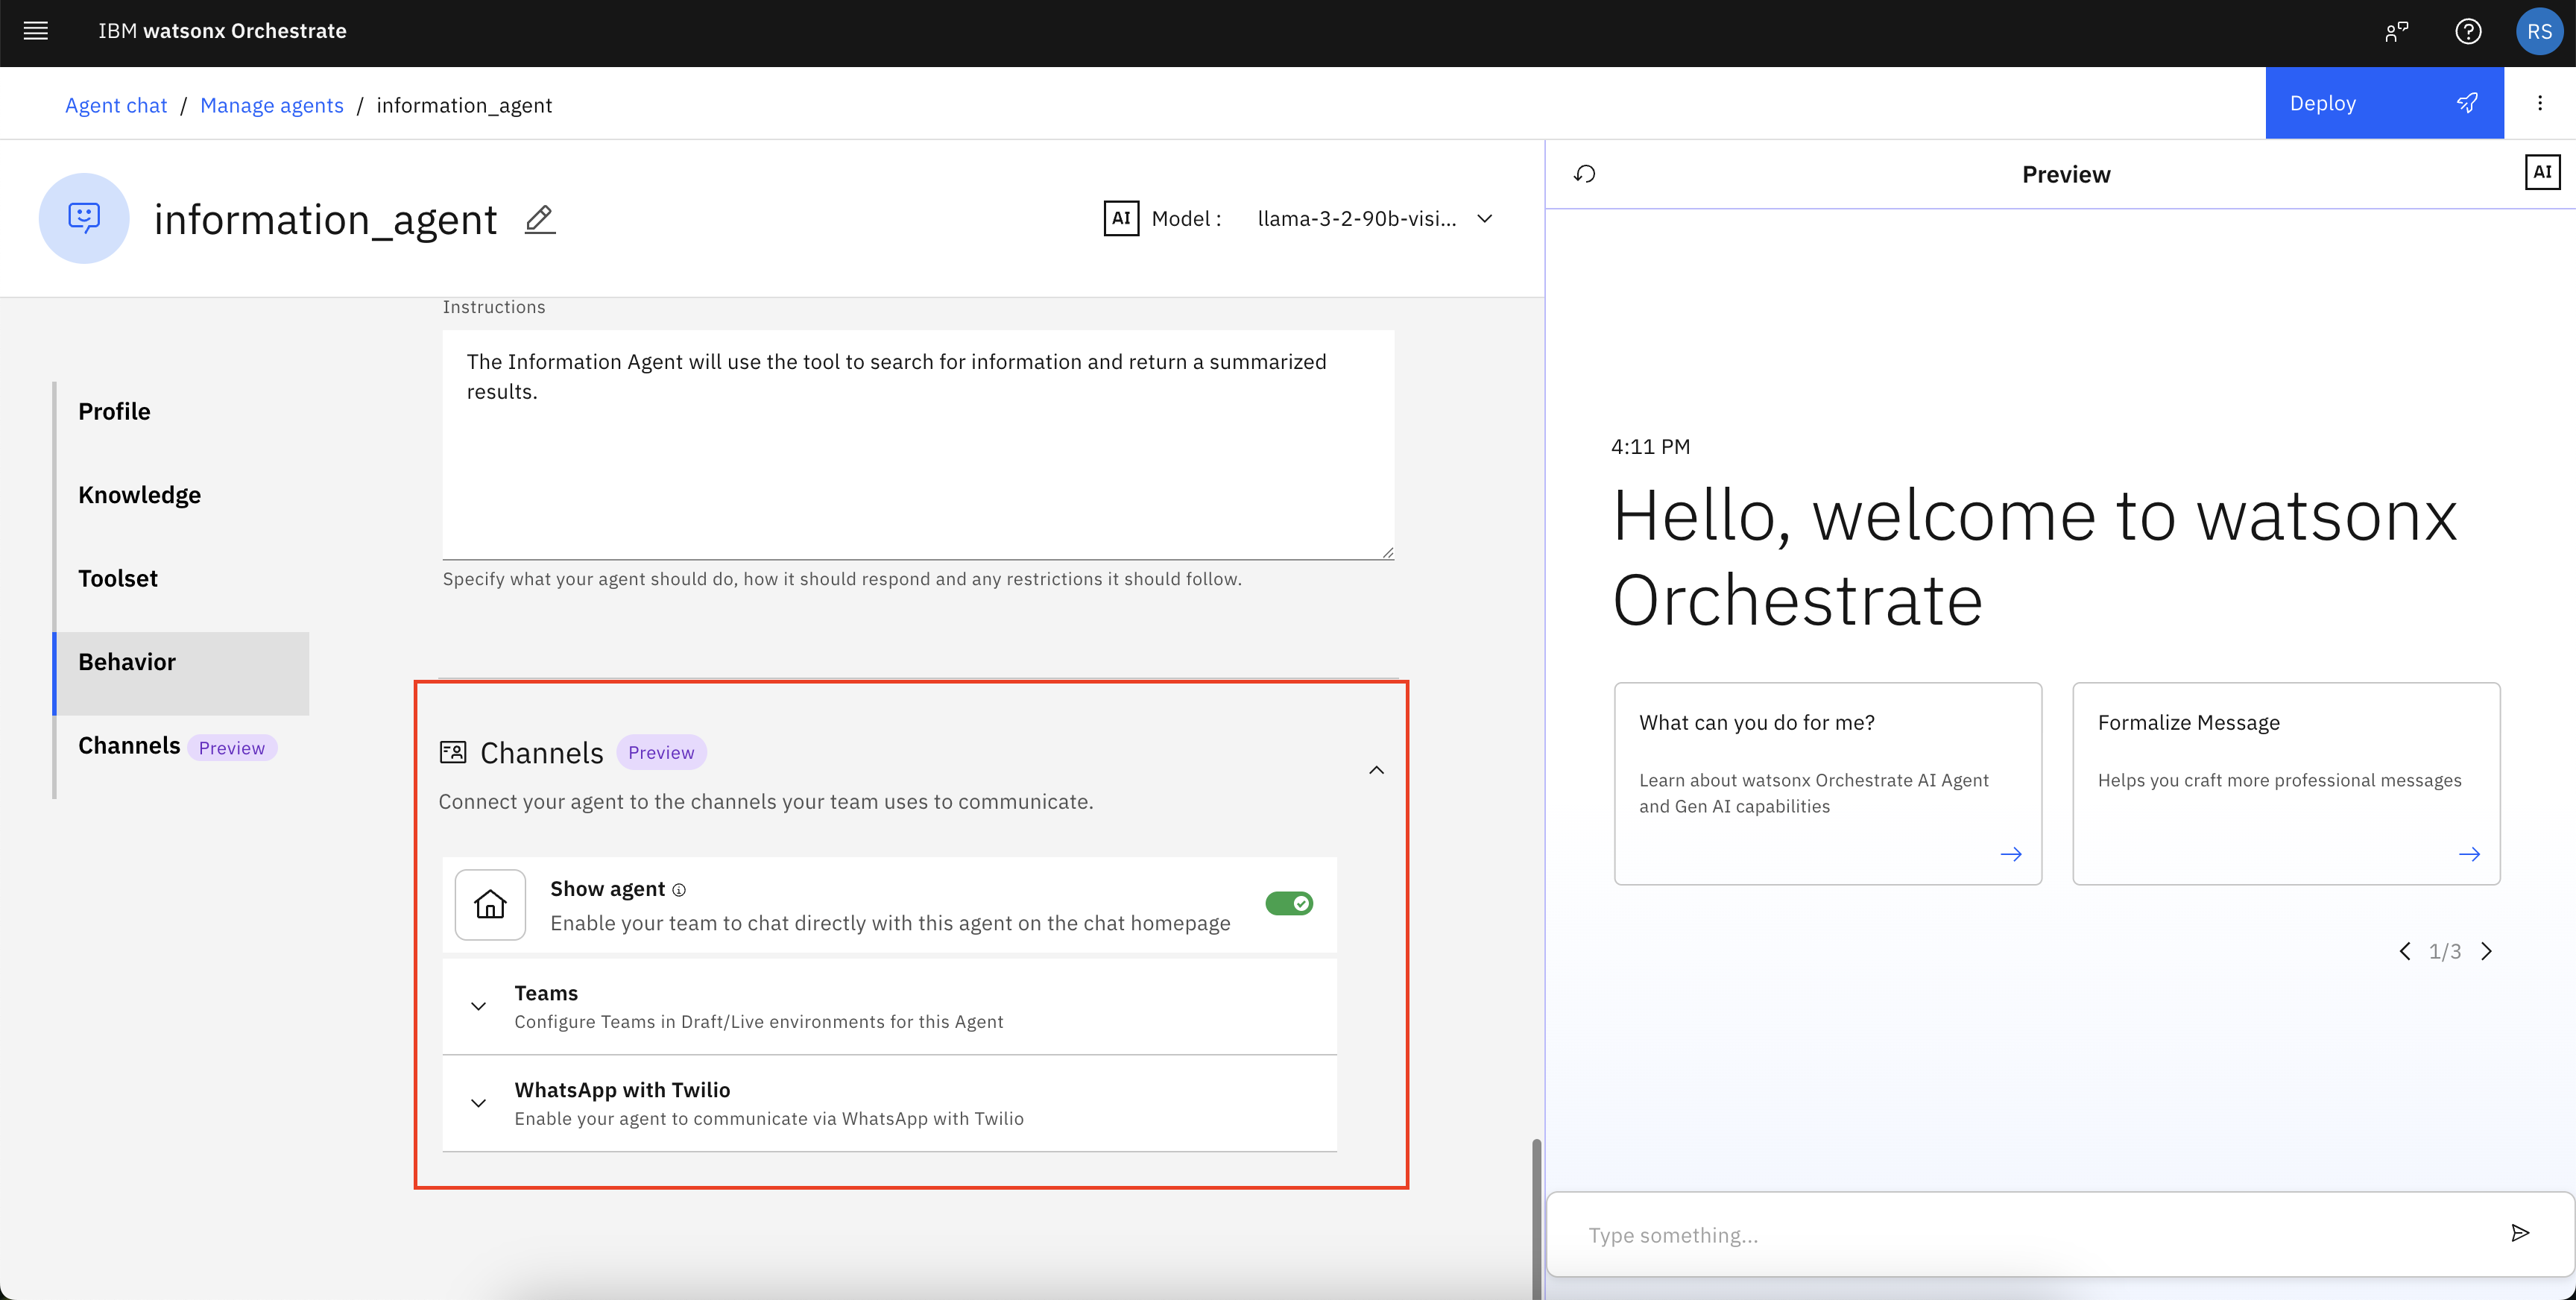 IBM watsonx Orchestrate
RS
Agent chat / Manage agents / information_agent
Deploy
information_agent
AI Model : llama-3-2-90b-visi...
Preview
AI
Instructions
The Information Agent will use the tool to search for information and return a summarized
results.
Specify what your agent should do, how it should respond and any restrictions it should follow.
Profile
Knowledge
Toolset
Behavior
Channels Preview
Channels Preview
Connect your agent to the channels your team uses to communicate.
Show agent
Enable your team to chat directly with this agent on the chat homepage
Teams
Configure Teams in Draft/Live environments for this Agent
WhatsApp with Twilio
Enable your agent to communicate via WhatsApp with Twilio
4:11 PM
Hello, welcome to watsonx
Orchestrate
What can you do for me?
Learn about watsonx Orchestrate AI Agent
and Gen AI capabilities
Formalize Message
Helps you craft more professional messages
1/3
Type something...